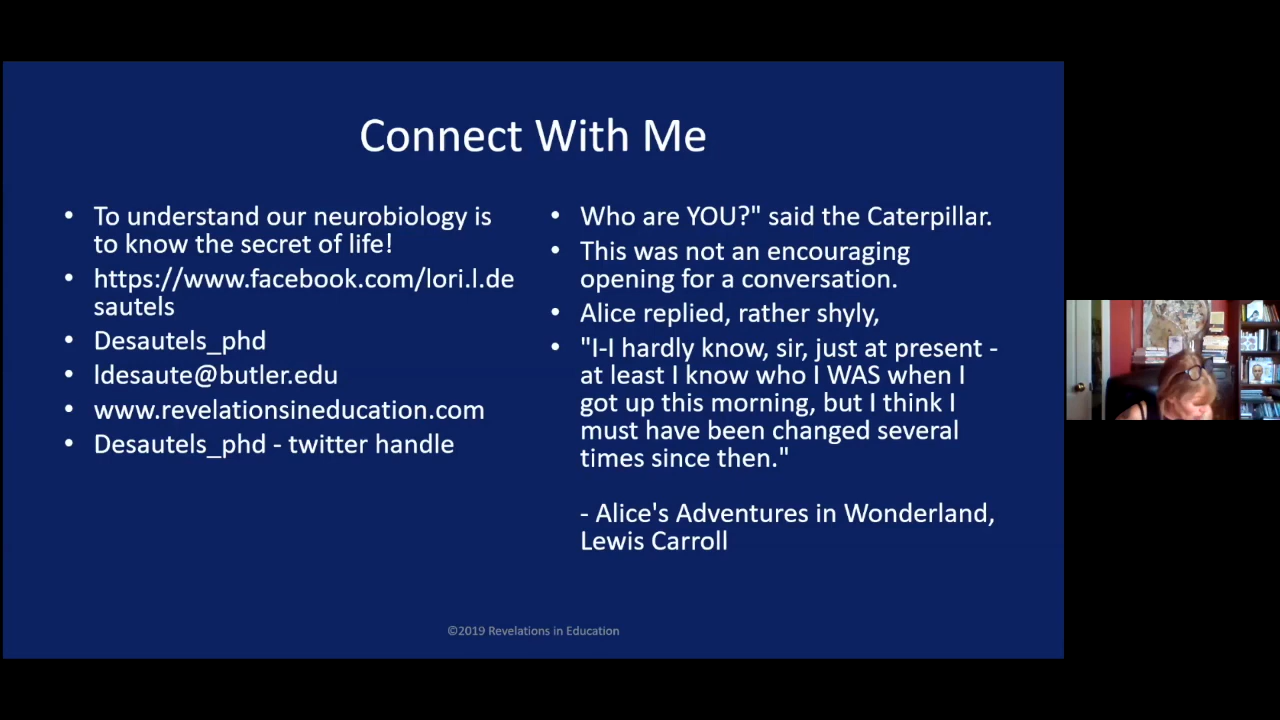 Connect With Me
• To understand our neurobiology is
to know the secret of life!
• https://www.facebook.com/lori.l.de
sautels
• Desautels_phd
• ldesaute@butler.edu
• www.revelationsineducation.com
• Desautels_phd - twitter handle
• Who are YOU?" said the Caterpillar.
• This was not an encouraging
opening for a conversation.
• Alice replied, rather shyly,
• "I-I hardly know, sir, just at present -
at least I know who I WAS when I
got up this morning, but I think I
must have been changed several
times since then."
- Alice's Adventures in Wonderland,
Lewis Carroll
©2019 Revelations in Education